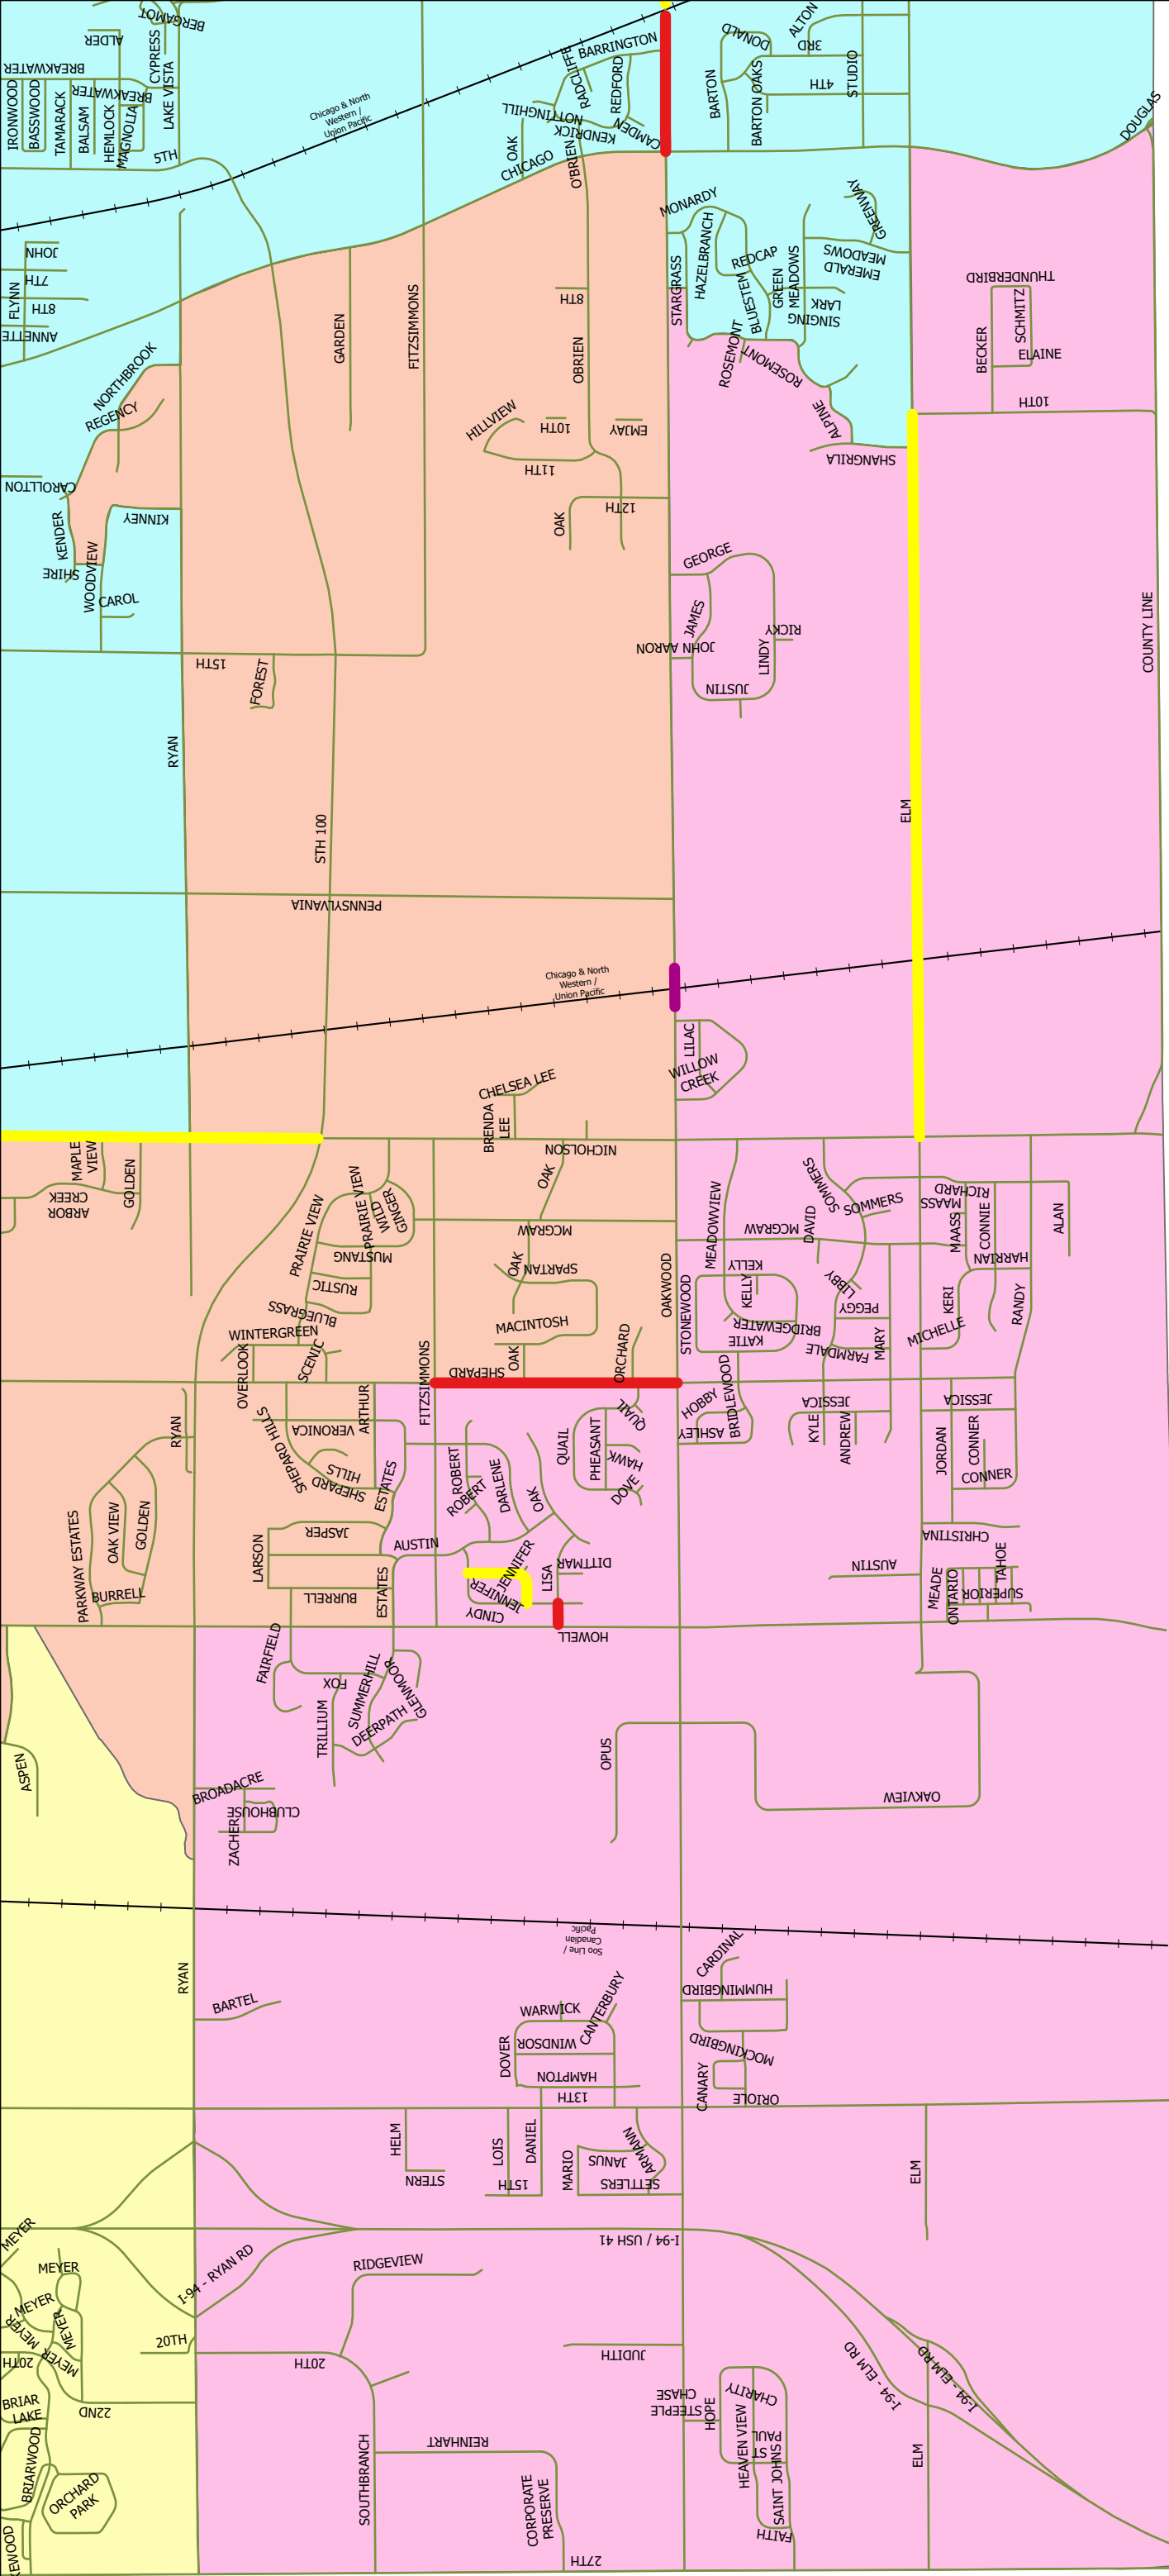 BERGAMOT
ALDER
CYPRESS
BREAKWATER
BREAKWATER
LAKE VISTA
IRONWOOD
BASSWOOD
TAMARACK
BALSAM
HEMLOCK
MAGNOLIA
5TH
Chicago & North
Western /
Union Pacific
BARRINGTON
RADCLIFFE
REDFORD
NOTTINGHILL
KENDRICK
CAMDEN
OAK
CHICAGO
O'BRIEN
DONALD
ALTON
3RD
4TH
STUDIO
BARTON
BARTON OAKS
DOUGLAS
JOHN
7TH
FLYNN
8TH
ANNETTE
GARDEN
FITZSIMMONS
8TH
OBRIEN
MONARDY
STARGRASS
HAZELBRANCH
REDCAP
BLUESTEM
GREEN
MEADOWS
GREENWAY
EMERALD
MEADOWS
SINGING
LARK
ROSEMONT
ROSEMONT
ALPINE
SHANGRILA
THUNDERBIRD
SCHMITZ
BECKER
ELAINE
10TH
NORTHBROOK
REGENCY
CAROLLTON
KENDER
KINNEY
SHIRE
WOODVIEW
CAROL
HILLVIEW
10TH
EMJAY
11TH
OAK
12TH
GEORGE
JAMES
JOHN AARON
RICKY
LINDY
JUSTIN
COUNTY LINE
15TH
FOREST
RYAN
STH 100
ELM
PENNSYLVANIA
Chicago & North
Western /
Union Pacific
LILAC
WILLOW
CREEK
CHELSEA LEE
BRENDA
LEE
NICHOLSON
MAPLE
VIEW
GOLDEN
ARBOR
CREEK
PRAIRIE VIEW
PRAIRIE VIEW
WILD
GINGER
MUSTANG
RUSTIC
BLUEGRASS
WINTERGREEN
OVERLOOK
SCENIC
OAK
MCGRAW
OAK
SPARTAN
MACINTOSH
OAK
ORCHARD
SHEPARD
FITZSIMMONS
OAKWOOD
STONEWOOD
MEADOWVIEW
MCGRAW
SOMMERS
SOMMERS
DAVID
KELLY
KELLY
BRIDGEWATER
KATIE
LIBBY
PEGGY
FARMDALE
MARY
RICHARD
MAASS
MAASS
CONNIE
ALAN
HARRIAN
KERI
RANDY
MICHELLE
RYAN
SHEPARD HILLS
VERONICA
ARTHUR
SHEPARD
HILLS
ESTATES
PARKWAY ESTATES
OAK VIEW
GOLDEN
BURRELL
LARSON
JASPER
AUSTIN
BURRELL
ESTATES
ROBERT
ROBERT
DARLENE
OAK
QUAIL
PHEASANT
QUAIL
HAWK
DOVE
JENNIFER
JENNIFER
CINDY
LISA
DITTMAR
HOWELL
HOBBY
ASHLEY
BRIDLEWOOD
JESSICA
KYLE
ANDREW
JESSICA
JORDAN
CONNER
CONNER
CHRISTINA
AUSTIN
MEADE
ONTARIO
TAHOE
SUPERIOR
FAIRFIELD
FOX
TRILLIUM
SUMMERHILL
GLENMOOR
DEERPATH
OPUS
OAKVIEW
ASPEN
BROADACRE
CLUBHOUSE
ZACHER
Soo Line /
Canadian
Pacific
RYAN
BARTEL
WARWICK
CANTERBURY
WINDSOR
DOVER
HAMPTON
13TH
CARDINAL
HUMMINGBIRD
MOCKINGBIRD
CANARY
ORIOLE
HELM
STERN
LOIS
DANIEL
15TH
MARIO
JANUS
ARMANN
SETTLERS
ELM
I-94 / USH 41
MEYER
MEYER
MEYER
MEYER
MEYER
MEYER
I-94 - RYAN RD
RIDGEVIEW
20TH
20TH
20TH
22ND
JUDITH
I-94 - ELM RD
I-94 - ELM RD
BRIAR
LAKE
BRIARWOOD
ORCHARD
PARK
EWOOD
SOUTHBRANCH
REINHART
CORPORATE
PRESERVE
27TH
STEEPLE
CHASE
HOPE
CHARITY
HEAVEN VIEW
ST
PAUL
SAINT JOHNS
FAITH
ELM